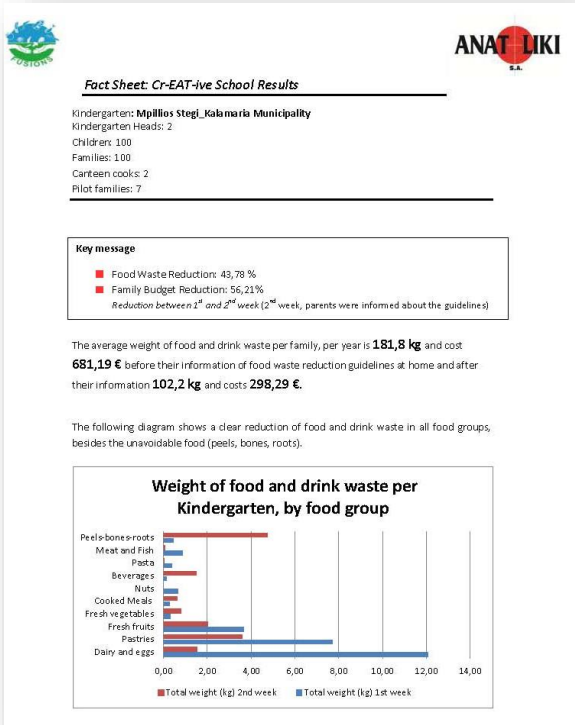 FUSIONS
ANATOLIKI
S.A.
Fact Sheet: Cr-EAT-ive School Results
Kindergarten: Mpillios Stegi_Kalamaria Municipality
Kindergarten Heads: 2
Children: 100
Families: 100
Canteen cooks: 2
Pilot families: 7
Key message
Food Waste Reduction: 43,78 %
Family Budget Reduction: 56,21%
Reduction between 1st and 2nd week (2nd week, parents were informed about the guidelines)
The average weight of food and drink waste per family, per year is 181,8 kg and cost
681,19 € before their information of food waste reduction guidelines at home and after
their information 102,2 kg and costs 298,29 €.
The following diagram shows a clear reduction of food and drink waste in all food groups,
besides the unavoidable food (peels, bones, roots).
Weight of food and drink waste per
Kindergarten, by food group
Peels-bones-roots
Meat and Fish
Pasta
Beverages
Nuts
Cooked Meals
Fresh vegetables
Fresh fruits
Pastries
Dairy and eggs
0,00 2,00 4,00 6,00 8,00 10,00 12,00 14,00
Total weight (kg) 2nd week Total weight (kg) 1st week